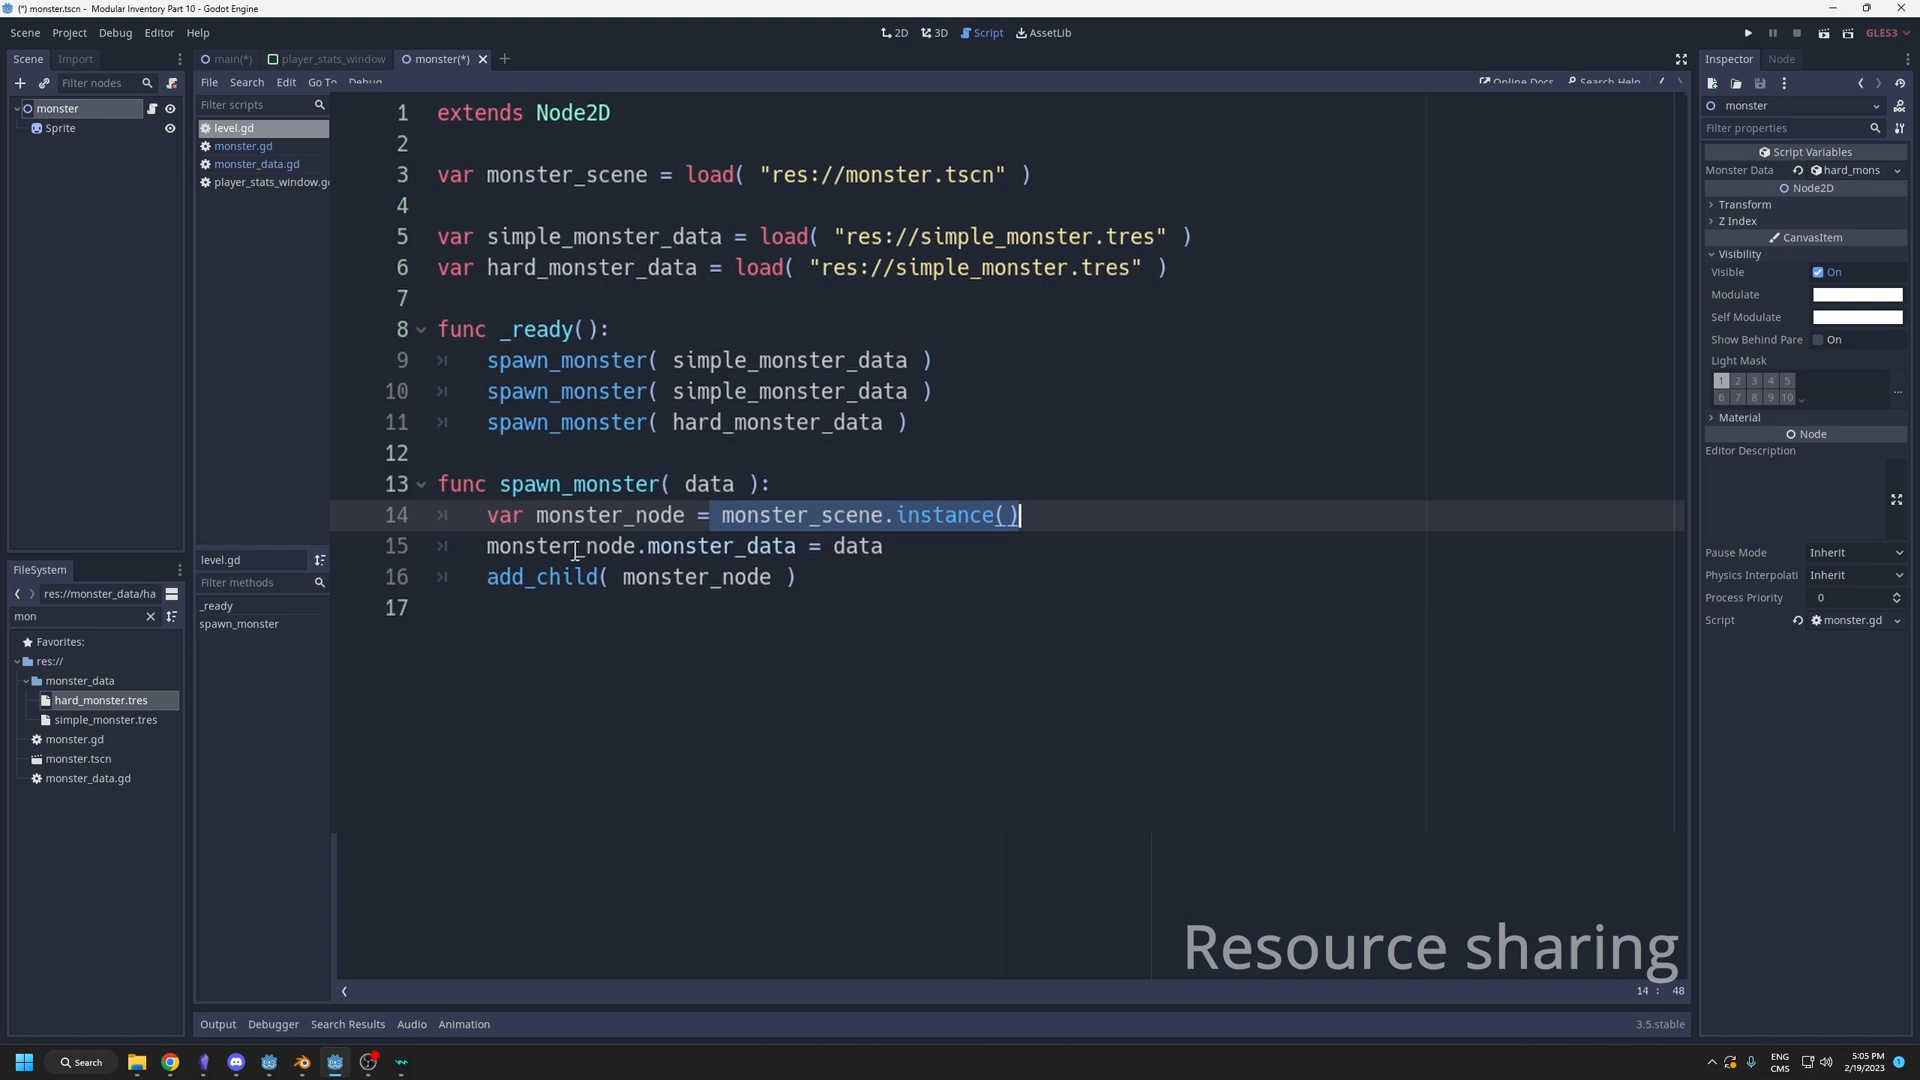 (*) monster.tscn - Modular Inventory Part 10 - Godot Engine
Scene Project Debug Editor Help
2D 3D Script AssetLib
GLES3
Scene Import
main(*) player_stats_window monster(*)
Inspector Node
Filter nodes
File Search Edit Go To Debug
Online Docs Search Help
monster
Sprite
Filter scripts
level.gd
monster.gd
monster_data.gd
player_stats_window.gd
level.gd
Filter methods
_ready
spawn_monster
1 extends Node2D
2
3 var monster_scene = load( "res://monster.tscn" )
4
5 var simple_monster_data = load( "res://simple_monster.tres" )
6 var hard_monster_data = load( "res://simple_monster.tres" )
7
8 func _ready():
9 spawn_monster( simple_monster_data )
10 spawn_monster( simple_monster_data )
11 spawn_monster( hard_monster_data )
12
13 func spawn_monster( data ):
14 var monster_node = monster_scene.instance()
15 monster_node.monster_data = data
16 add_child( monster_node )
17
Resource sharing
14 : 48
FileSystem
res://monster_data/ha
mon
Favorites:
res://
monster_data
hard_monster.tres
simple_monster.tres
monster.gd
monster.tscn
monster_data.gd
Output Debugger Search Results Audio Animation
3.5.stable
monster
Filter properties
Script Variables
Monster Data hard_mons
Node2D
Transform
Z Index
CanvasItem
Visibility
Visible On
Modulate
Self Modulate
Show Behind Pare On
Light Mask
1 2 3 4 5
6 7 8 9 10
...
Material
Node
Editor Description
Pause Mode Inherit
Physics Interpolati Inherit
Process Priority 0
Script monster.gd
Search
ENG
CMS
5:05 PM
2/19/2023
1